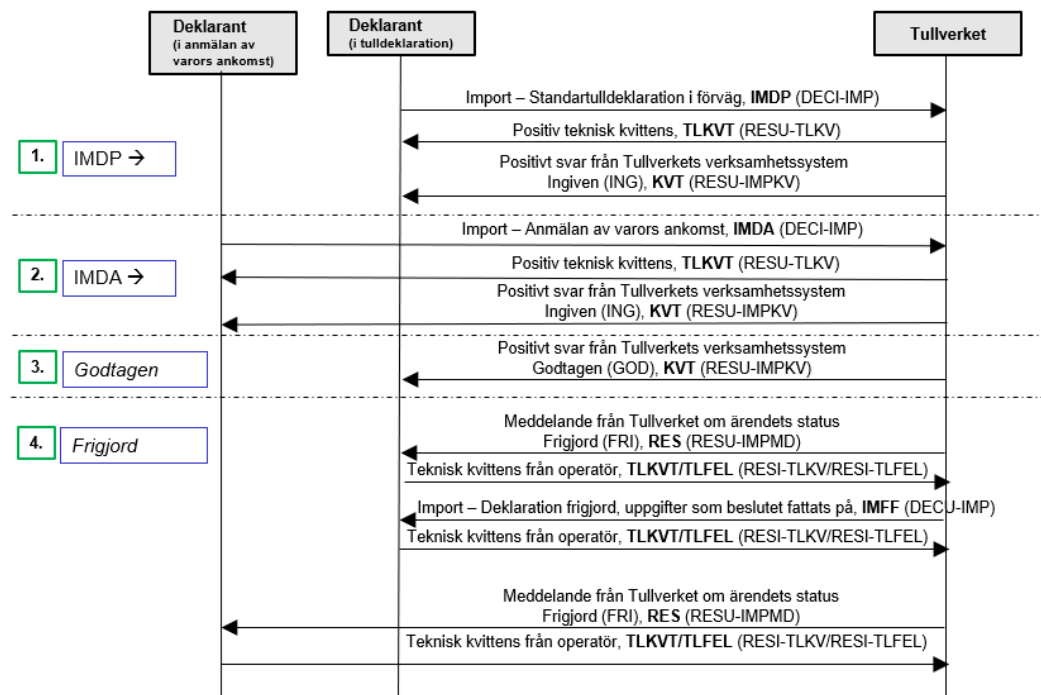 Deklarant
(i anmälan av
varors ankomst)
Deklarant
(i tulldeklaration)
Tullverket
Import – Standartulldeklaration i förväg, IMDP (DECI-IMP)
Positiv teknisk kvittens, TLKVT (RESU-TLKV)
1.
IMDP →
Positivt svar från Tullverkets verksamhetssystem
Ingiven (ING), KVT (RESU-IMPKV)
Import – Anmälan av varors ankomst, IMDA (DECI-IMP)
2.
IMDA →
Positiv teknisk kvittens, TLKVT (RESU-TLKV)
Positivt svar från Tullverkets verksamhetssystem
Ingiven (ING), KVT (RESU-IMPKV)
3.
Godtagen
Positivt svar från Tullverkets verksamhetssystem
Godtagen (GOD), KVT (RESU-IMPKV)
4.
Frigjord
Meddelande från Tullverket om ärendets status
Frigjord (FRI), RES (RESU-IMPMD)
Teknisk kvittens från operatör, TLKVT/TLFEL (RESI-TLKV/RESI-TLFEL)
Import – Deklaration frigjord, uppgifter som beslutet fattats på, IMFF (DECU-IMP)
Teknisk kvittens från operatör, TLKVT/TLFEL (RESI-TLKV/RESI-TLFEL)
Meddelande från Tullverket om ärendets status
Frigjord (FRI), RES (RESU-IMPMD)
Teknisk kvittens från operatör, TLKVT/TLFEL (RESI-TLKV/RESI-TLFEL)